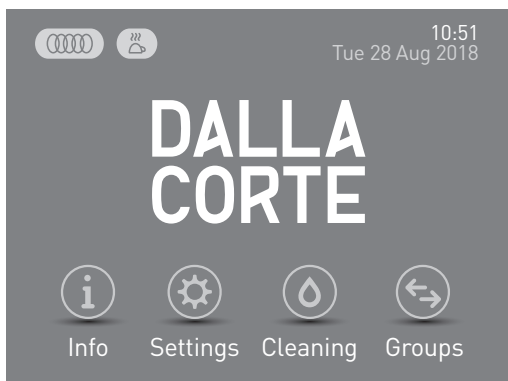 10:51
Tue 28 Aug 2018
DALLA
CORTE
Info Settings Cleaning Groups